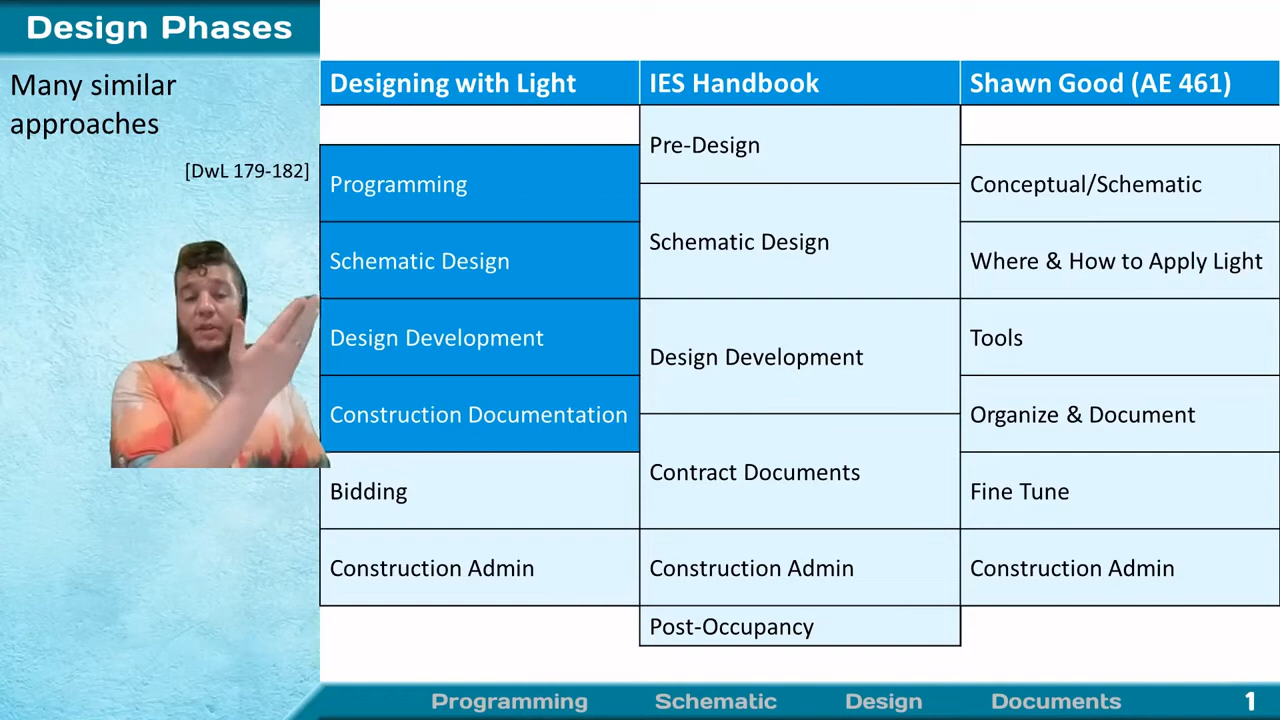 Design Phases
Many similar
approaches
[DwL 179-182]
Designing with Light
IES Handbook
Shawn Good (AE 461)
Programming
Schematic Design
Design Development
Construction Documentation
Bidding
Construction Admin
Pre-Design
Schematic Design
Design Development
Contract Documents
Construction Admin
Post-Occupancy
Conceptual/Schematic
Where & How to Apply Light
Tools
Organize & Document
Fine Tune
Construction Admin
Programming Schematic Design Documents 1